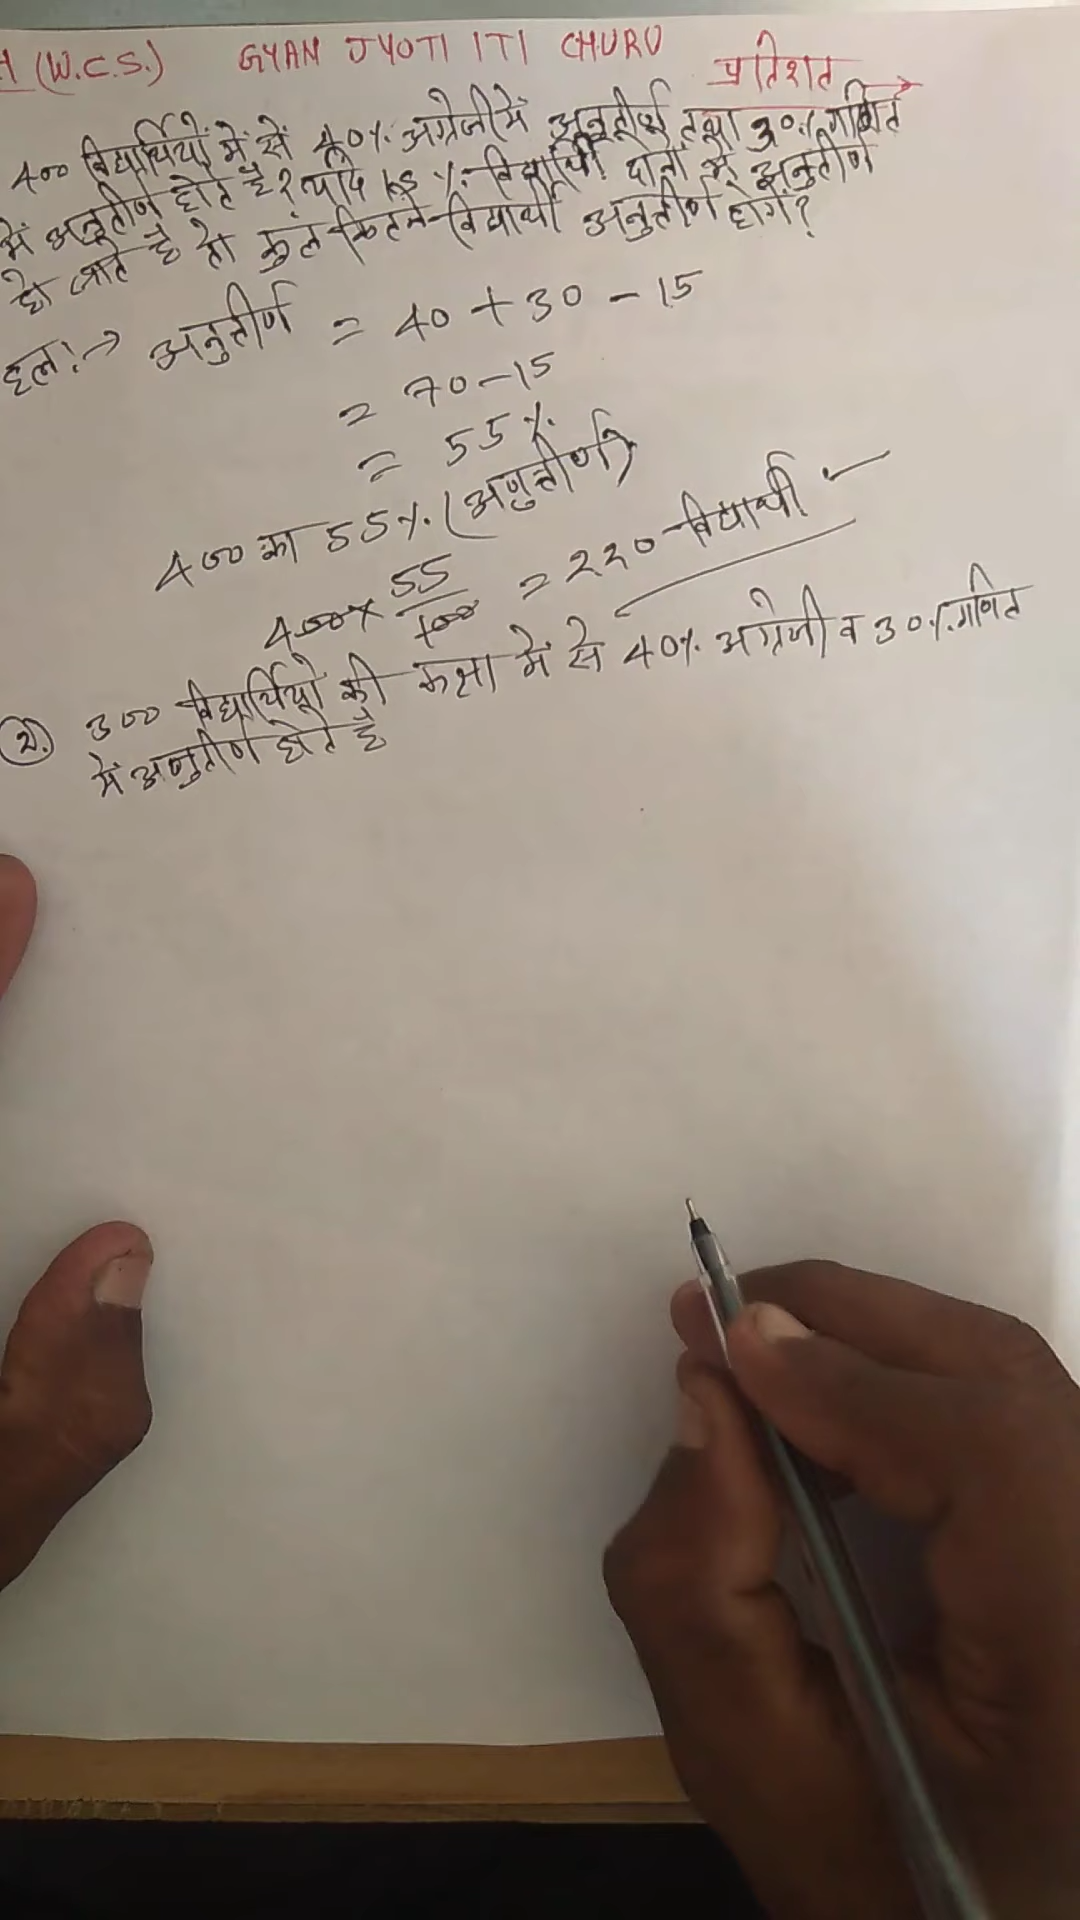 (W.C.S.) GYAN JYOTI ITI CHURU प्रतिशत
400 विद्यार्थियों में से 40% अंग्रेजी में अनुतीर्ण तथा 30% गणित
में अनुतीर्ण होते है? यदि 15% विद्यार्थी दोनों में अनुतीर्ण
हो जाते है तो कुल कितने विद्यार्थी अनुतीर्ण होगें?
हल:→ अनुतीर्ण = 40 + 30 - 15
= 70 - 15
= 55%
400 का 55% (अणुत्तीर्ण)
400 × 55/100 = 220 विद्यार्थी ✓
2. 300 विद्यार्थियों की कक्षा में से 40% अंग्रेजी व 30% गणित
में अनुतीर्ण होते है